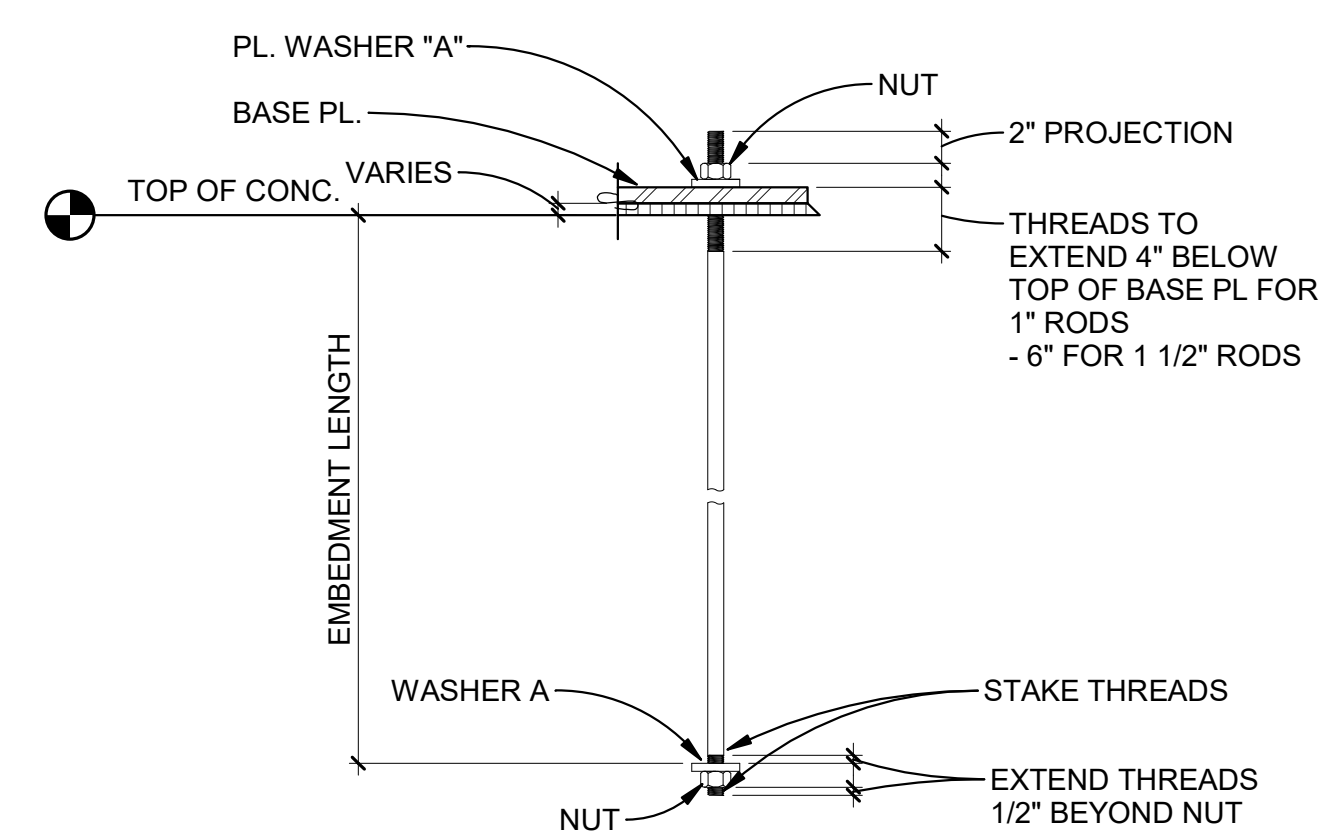 PL. WASHER "A"
NUT
BASE PL.
2" PROJECTION
VARIES
TOP OF CONC.
THREADS TO
EXTEND 4" BELOW
TOP OF BASE PL FOR
1" RODS
- 6" FOR 1 1/2" RODS
EMBEDMENT LENGTH
WASHER A
STAKE THREADS
EXTEND THREADS
1/2" BEYOND NUT
NUT